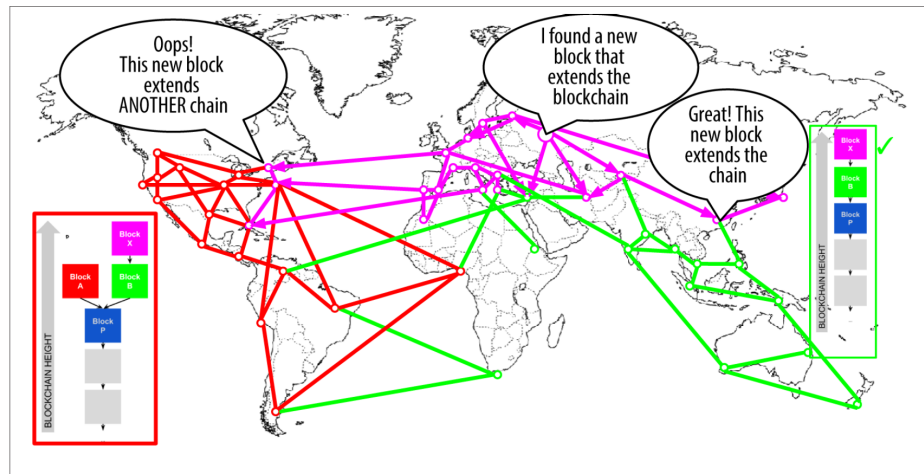 Oops!
This new block
extends
ANOTHER chain
I found a new
block that
extends the
blockchain
Great! This
new block
extends the
chain
BLOCKCHAIN HEIGHT
Block
X
Block
A
Block
B
Block
P
BLOCKCHAIN HEIGHT
Block
X
Block
B
Block
P